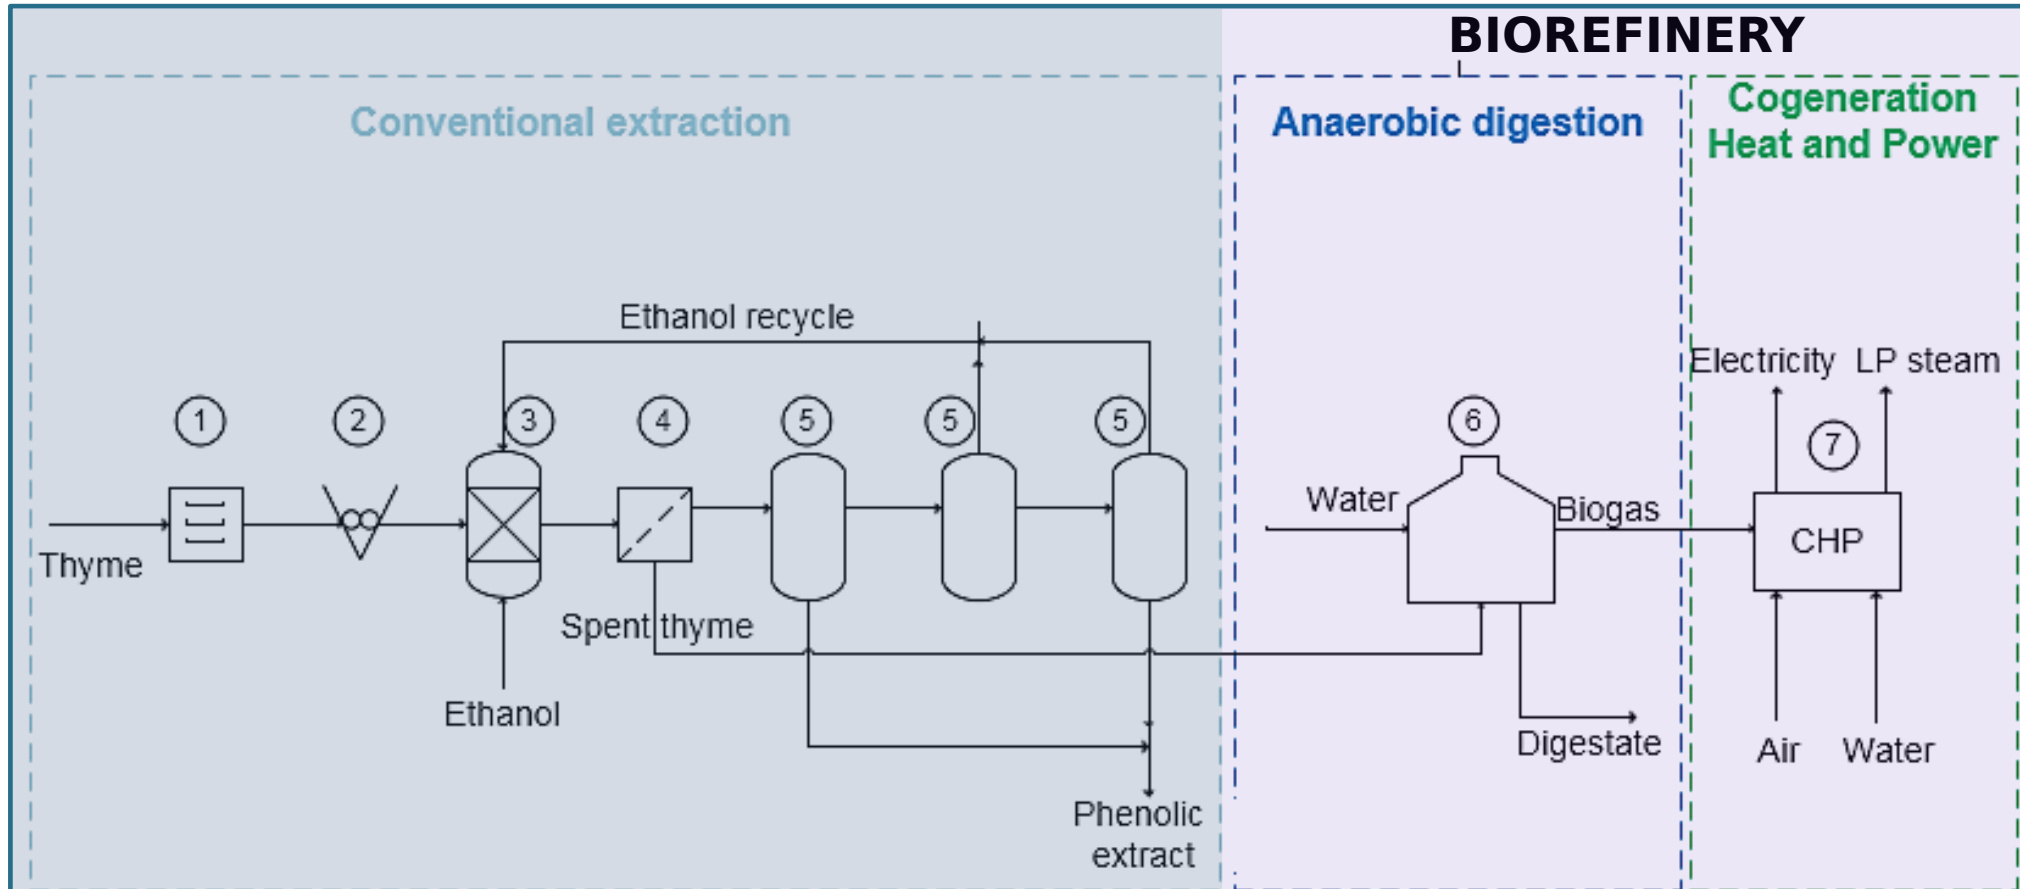 BIOREFINERY
Conventional extraction
Anaerobic digestion
Cogeneration
Heat and Power
Ethanol recycle
Electricity
LP steam
1
2
3
4
5
5
5
6
7
Water
Biogas
CHP
Thyme
Spent thyme
Ethanol
Digestate
Air
Water
Phenolic
extract